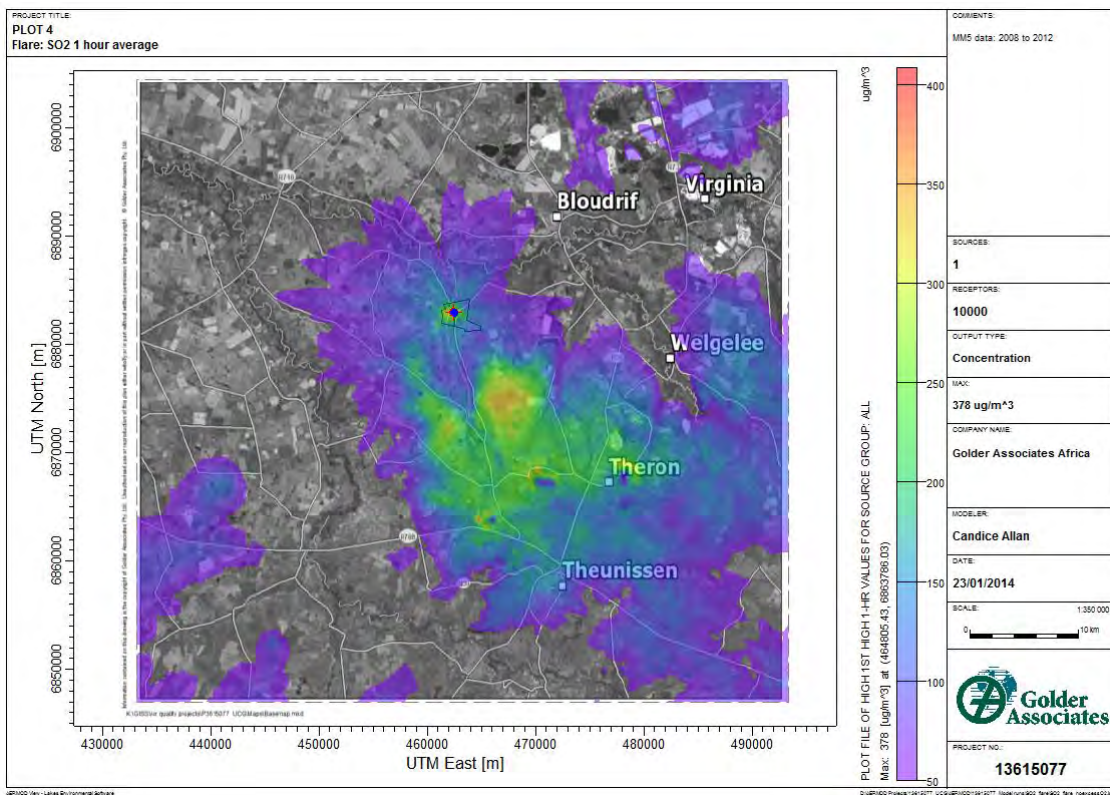 PROJECT TITLE:
PLOT 4
Flare: SO2 1 hour average
COMMENTS:
MM5 data: 2008 to 2012
SOURCES:
1
RECEPTORS:
10000
OUTPUT TYPE:
Concentration
MAX:
378 ug/m^3
COMPANY NAME:
Golder Associates Africa
MODELER:
Candice Allan
DATE:
23/01/2014
SCALE:
1:350 000
0
10 km
Golder
Associates
PROJECT NO.:
13615077
ug/m^3
400
350
300
250
200
150
100
50
PLOT FILE OF HIGH 1ST HIGH 1-HR VALUES FOR SOURCE GROUP: ALL
Max: 378 [ug/m^3] at (464805.43, 6863786.03)
UTM North [m]
6900000
6890000
6880000
6870000
6860000
6850000
Bloudrif
Virginia
Welgelee
Theron
Theunissen
430000
440000
450000
460000
470000
480000
490000
UTM East [m]
AERMOD View - Lakes Environmental Software